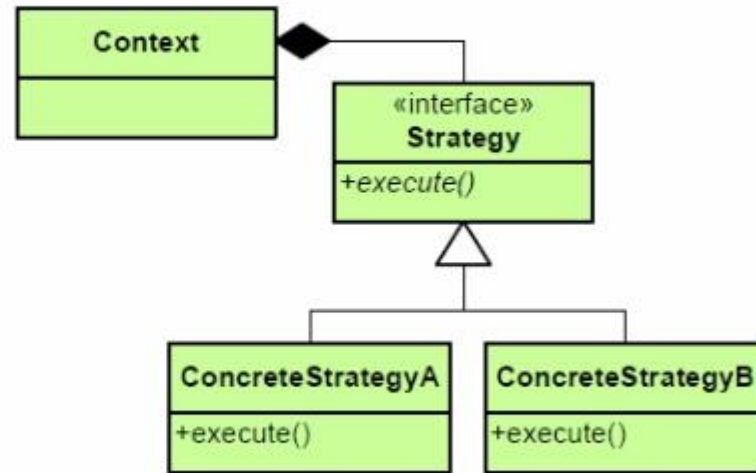 Context
«interface»
Strategy
+execute()
ConcreteStrategyA
+execute()
ConcreteStrategyB
+execute()